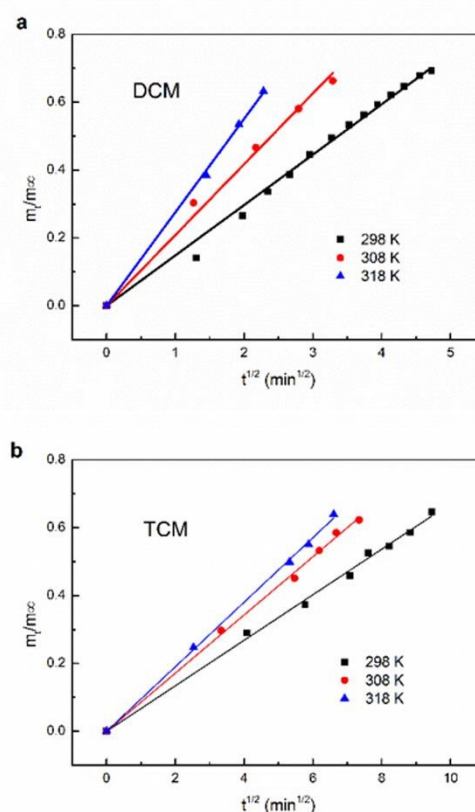 a
0.8
DCM
0.6
mt/m∞
0.4
298 K
0.2
308 K
318 K
0.0
0 1 2 3 4 5
t1/2 (min1/2)
b
0.8
TCM
0.6
mt/m∞
0.4
298 K
0.2
308 K
318 K
0.0
0 2 4 6 8 10
t1/2 (min1/2)